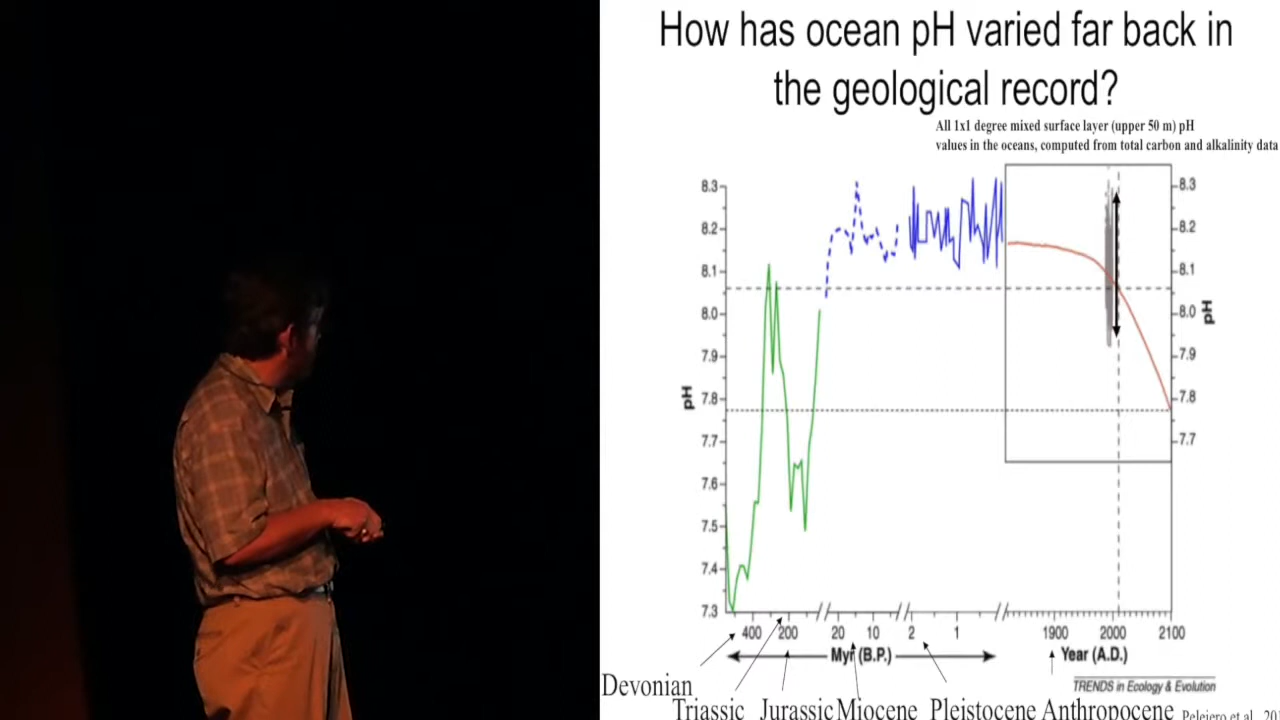 How has ocean pH varied far back in
the geological record?
All 1x1 degree mixed surface layer (upper 50 m) pH
values in the oceans, computed from total carbon and alkalinity data
8.3 8.3
8.2 8.2
8.1 8.1
8.0 8.0
pH
7.9 7.9
pH
7.8 7.8
7.7 7.7
7.6
7.5
7.4
7.3
400 200 20 10 2 1 1900 2000 2100
Myr (B.P.) Year (A.D.)
Devonian
TRENDS in Ecology & Evolution
Triassic Jurassic Miocene Pleistocene Anthropocene Pelejero et al.,